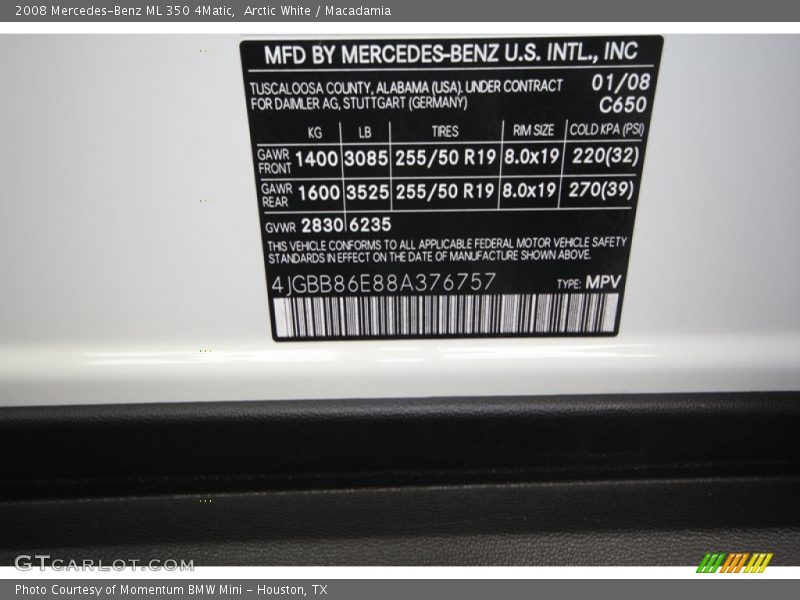 2008 Mercedes-Benz ML 350 4Matic, Arctic White / Macadamia
MFD BY MERCEDES-BENZ U.S. INTL., INC
TUSCALOOSA COUNTY, ALABAMA (USA). UNDER CONTRACT 01/08
FOR DAIMLER AG, STUTTGART (GERMANY) C650
KG LB TIRES RIM SIZE COLD KPA (PSI)
GAWR FRONT 1400 3085 255/50 R19 8.0x19 220(32)
GAWR REAR 1600 3525 255/50 R19 8.0x19 270(39)
GVWR 2830 6235
THIS VEHICLE CONFORMS TO ALL APPLICABLE FEDERAL MOTOR VEHICLE SAFETY
STANDARDS IN EFFECT ON THE DATE OF MANUFACTURE SHOWN ABOVE.
4JGBB86E88A376757 TYPE: MPV
GTcarlot.com
Photo Courtesy of Momentum BMW Mini - Houston, TX